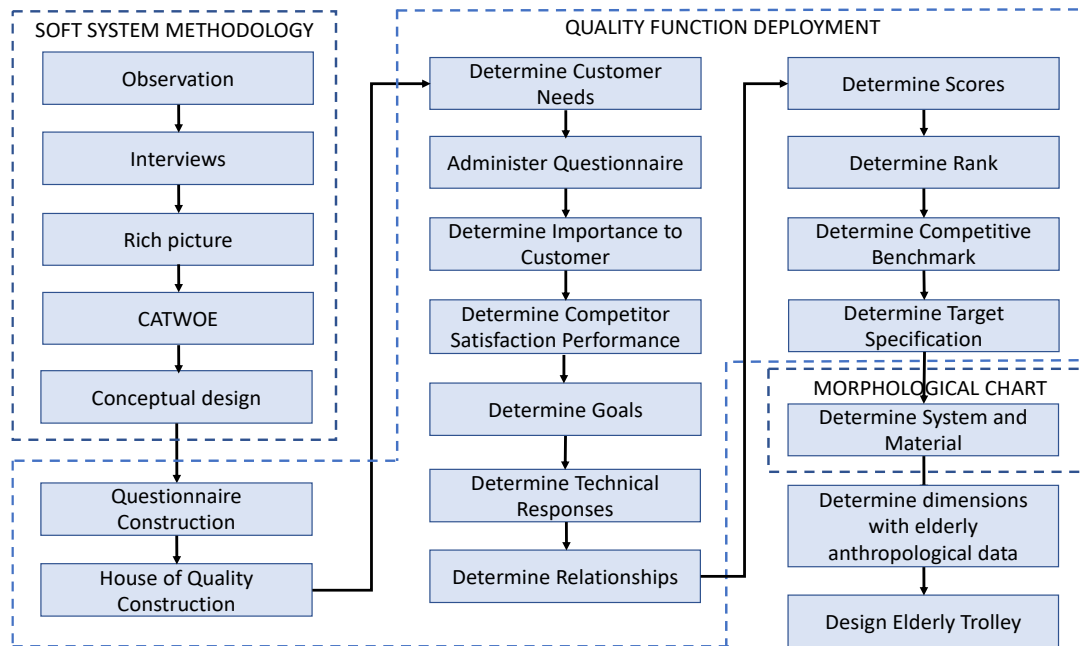 SOFT SYSTEM METHODOLOGY
Observation
Interviews
Rich picture
CATWOE
Conceptual design
Questionnaire
Construction
House of Quality
Construction
QUALITY FUNCTION DEPLOYMENT
Determine Customer
Needs
Administer Questionnaire
Determine Importance to
Customer
Determine Competitor
Satisfaction Performance
Determine Goals
Determine Technical
Responses
Determine Relationships
Determine Scores
Determine Rank
Determine Competitive
Benchmark
Determine Target
Specification
MORPHOLOGICAL CHART
Determine System and
Material
Determine dimensions
with elderly
anthropological data
Design Elderly Trolley